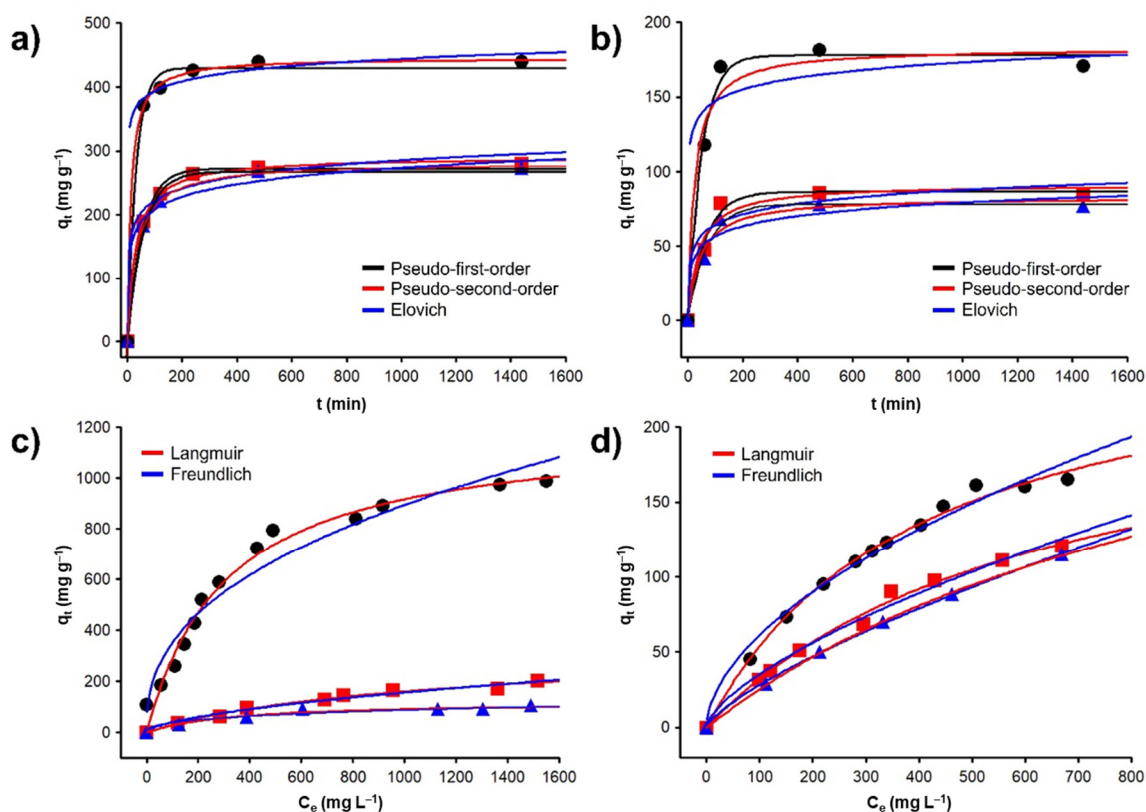 a)
500
400
300
200
100
0
qₜ (mg g⁻¹)
Pseudo-first-order
Pseudo-second-order
Elovich
0 200 400 600 800 1000 1200 1400 1600
t (min)
b)
200
150
100
50
0
qₜ (mg g⁻¹)
Pseudo-first-order
Pseudo-second-order
Elovich
0 200 400 600 800 1000 1200 1400 1600
t (min)
c)
1200
1000
800
600
400
200
0
qₜ (mg g⁻¹)
Langmuir
Freundlich
0 200 400 600 800 1000 1200 1400 1600
Cₑ (mg L⁻¹)
d)
200
150
100
50
0
qₜ (mg g⁻¹)
Langmuir
Freundlich
0 100 200 300 400 500 600 700 800
Cₑ (mg L⁻¹)